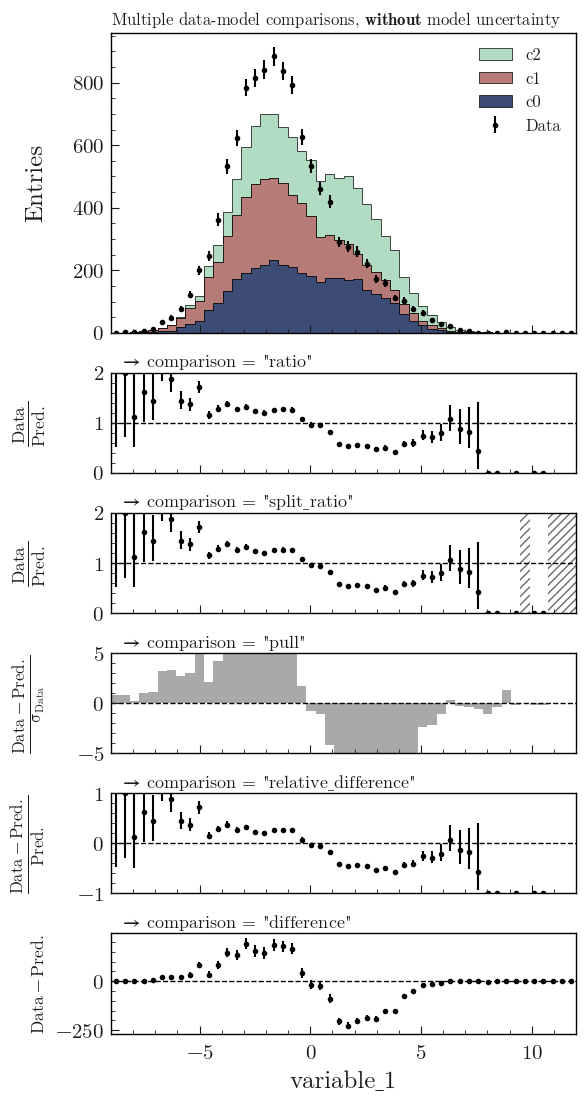 Multiple data-model comparisons, without model uncertainty
800
600
400
200
0
Entries
c2
c1
c0
Data
→ comparison = "ratio"
2
1
0
Data
Pred.
→ comparison = "split_ratio"
2
1
0
Data
Pred.
→ comparison = "pull"
5
0
−5
Data − Pred.
σData
→ comparison = "relative_difference"
1
0
−1
Data − Pred.
Pred.
→ comparison = "difference"
0
−250
Data − Pred.
−5 0 5 10
variable_1